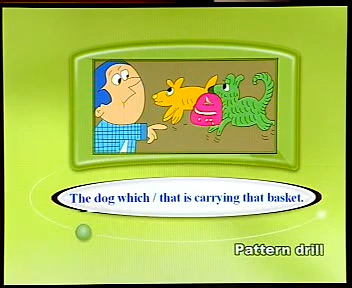 The dog which / that is carrying that basket.
Pattern drill